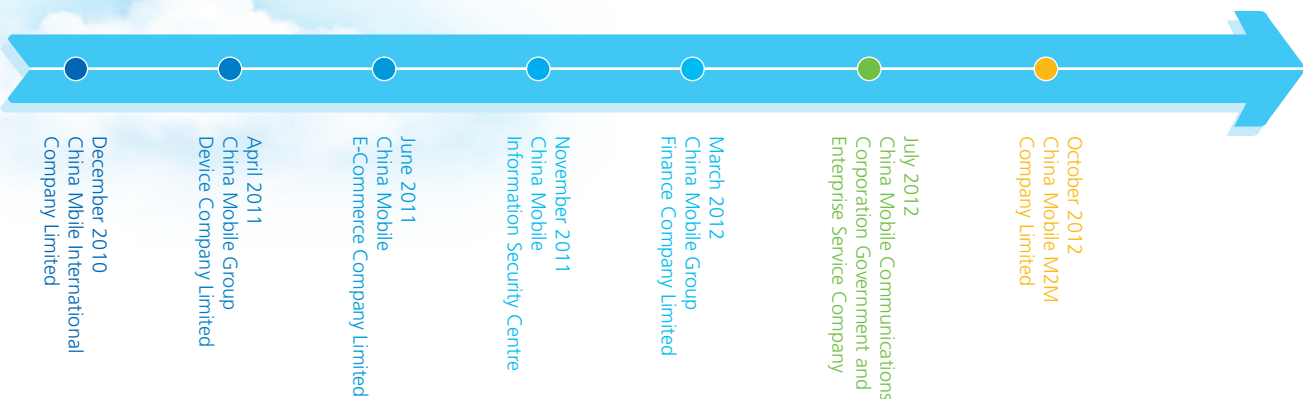 December 2010
China Mbile International
Company Limited
April 2011
China Mobile Group
Device Company Limited
June 2011
China Mobile
E-Commerce Company Limited
November 2011
China Mobile
Information Security Centre
March 2012
China Mobile Group
Finance Company Limited
July 2012
China Mobile Communications
Corporation Government and
Enterprise Service Company
October 2012
China Mobile M2M
Company Limited